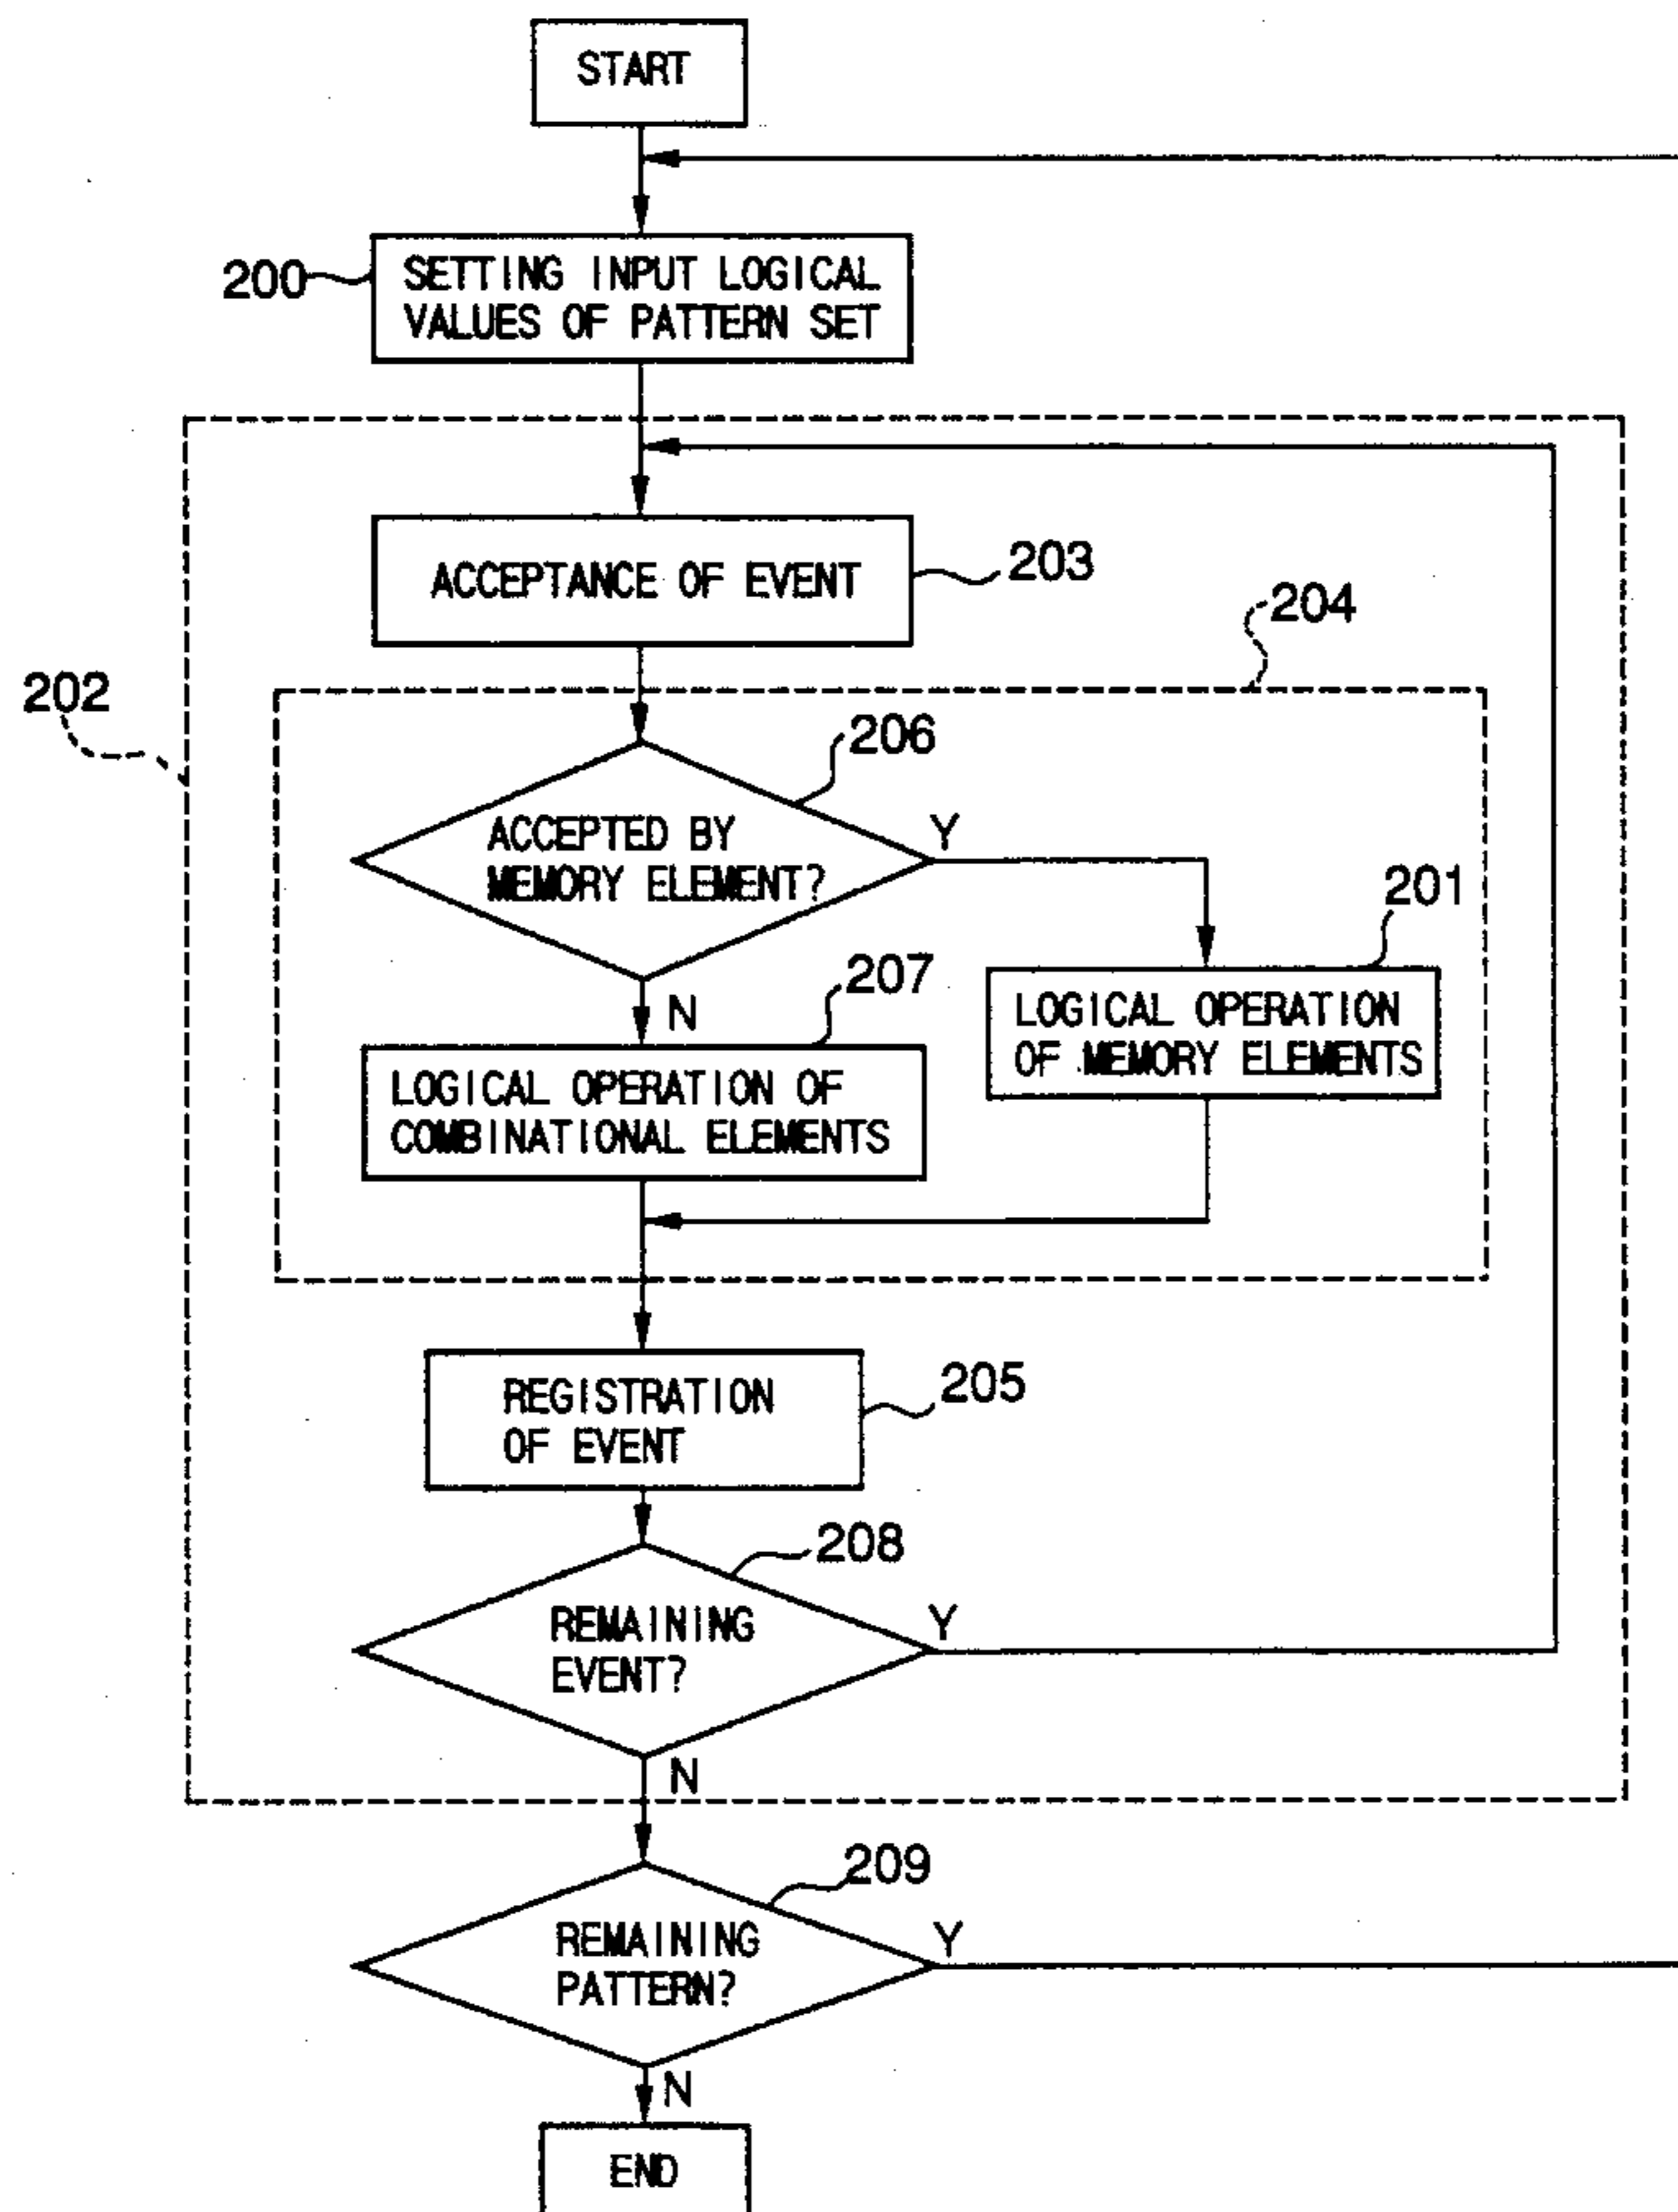 START
200
SETTING INPUT LOGICAL
VALUES OF PATTERN SET
ACCEPTANCE OF EVENT
203
204
202
206
ACCEPTED BY
MEMORY ELEMENT?
Y
201
N
207
LOGICAL OPERATION
OF MEMORY ELEMENTS
LOGICAL OPERATION OF
COMBINATIONAL ELEMENTS
REGISTRATION
OF EVENT
205
208
REMAINING
EVENT?
Y
N
209
REMAINING
PATTERN?
Y
N
END